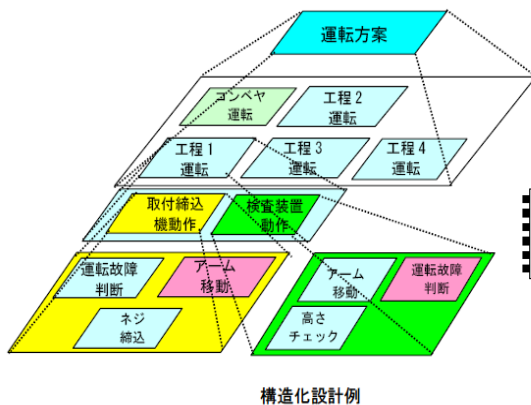 運転方案
コンベヤ
運転
工程2
運転
工程1
運転
工程3
運転
工程4
運転
取付締込
機動作
検査装置
動作
運転故障
判断
アーム
移動
ネジ
締込
アーム
移動
運転故障
判断
高さ
チェック
構造化設計例